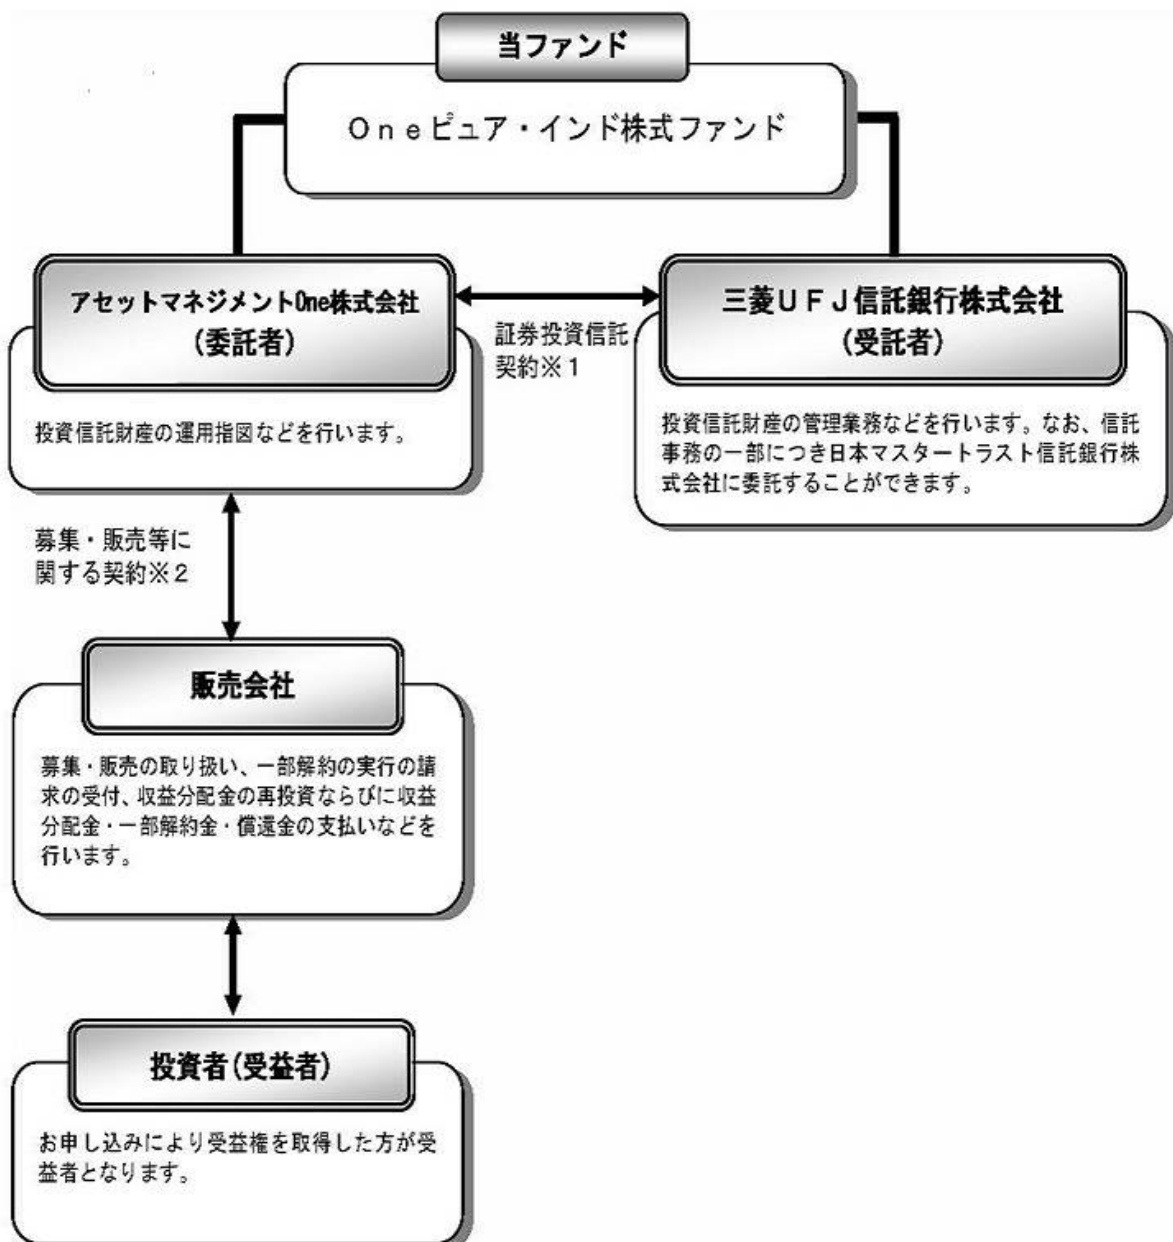 当ファンド
Oneピュア・インド株式ファンド
アセットマネジメントOne株式会社
(委託者)
投資信託財産の運用指図などを行います。
証券投資信託
契約※1
三菱UFJ信託銀行株式会社
(受託者)
投資信託財産の管理業務などを行います。なお、信託
事務の一部につき日本マスタートラスト信託銀行株
式会社に委託することができます。
募集・販売等に
関する契約※2
販売会社
募集・販売の取り扱い、一部解約の実行の請
求の受付、収益分配金の再投資ならびに収益
分配金・一部解約金・償還金の支払いなどを
行います。
投資者(受益者)
お申し込みにより受益権を取得した方が受
益者となります。